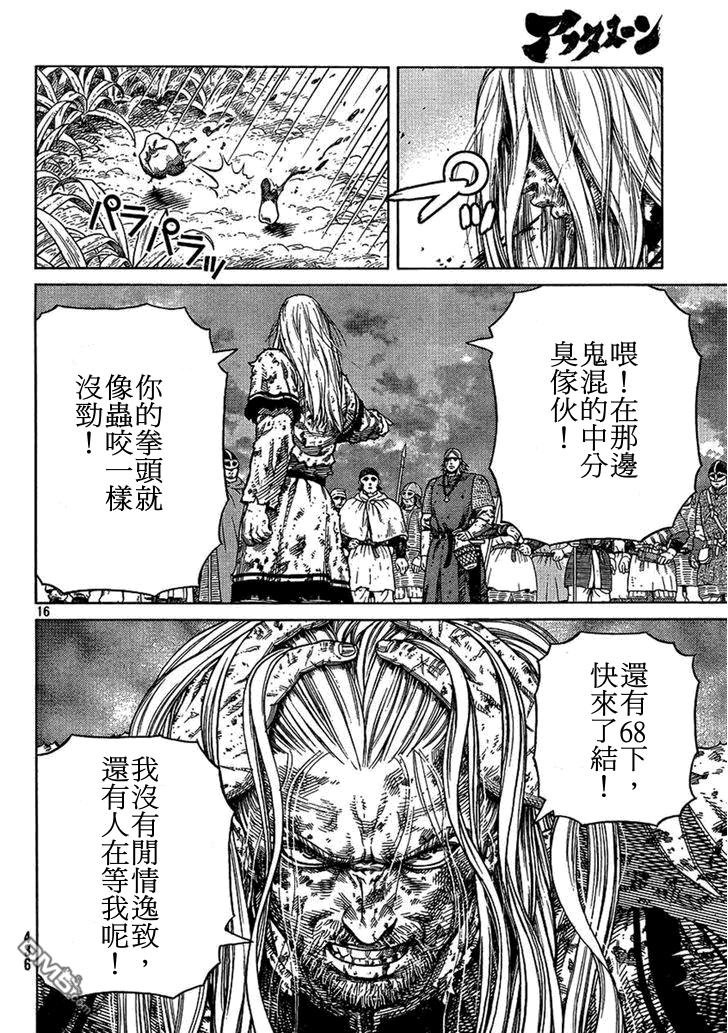 アフタヌーン
パラパラッ
喂！在那邊
鬼混的中分
臭傢伙！
你的拳頭就
像蟲咬一樣
沒勁！
16
還有68下，
快來了結！
我沒有閒情逸致，
還有人在等我呢！